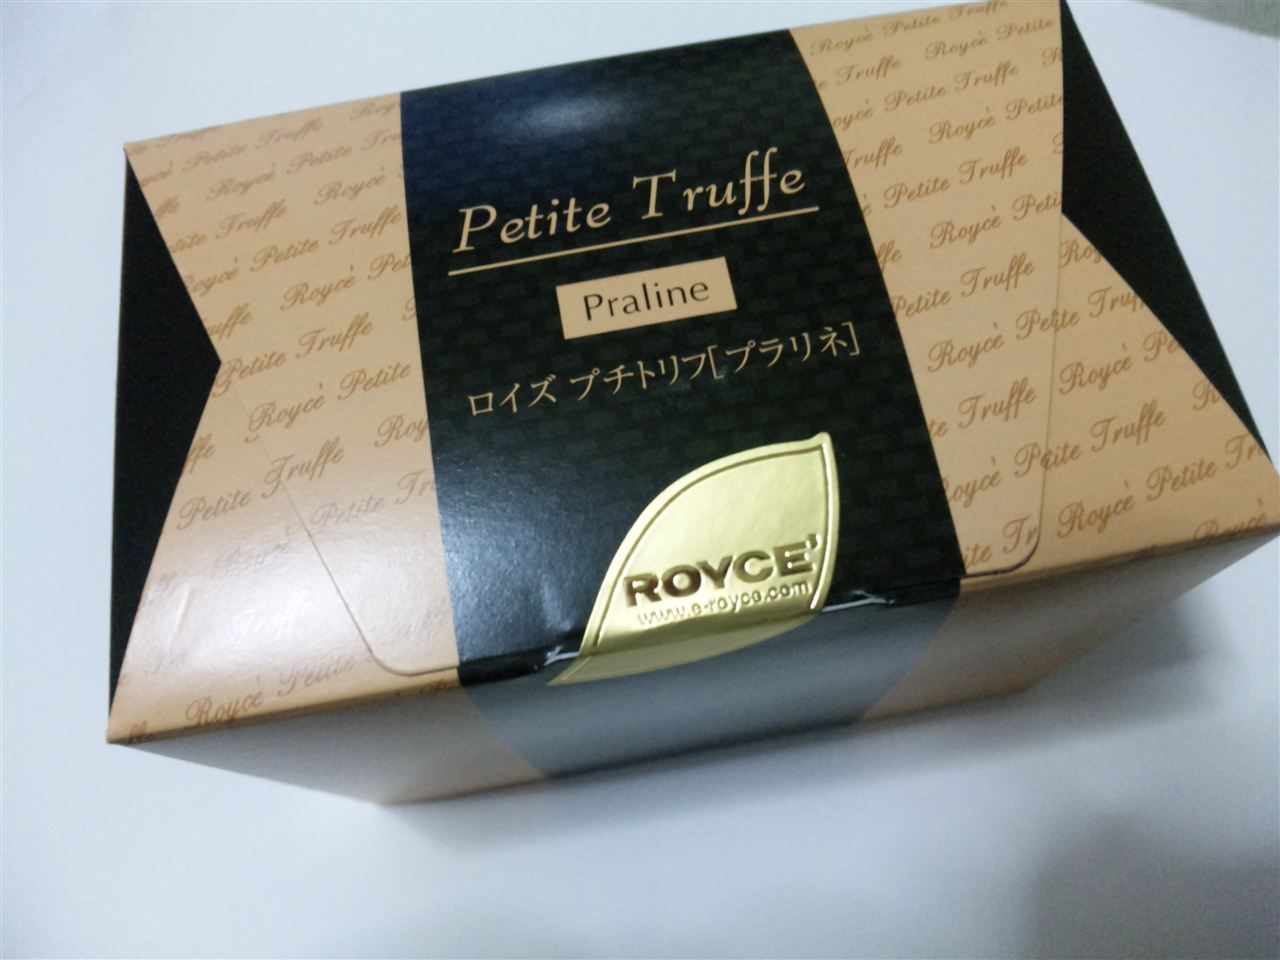 Petite Truffe
Praline
ロイズ プチトリフ[プラリネ]
ROYCE'
www.e-royce.com